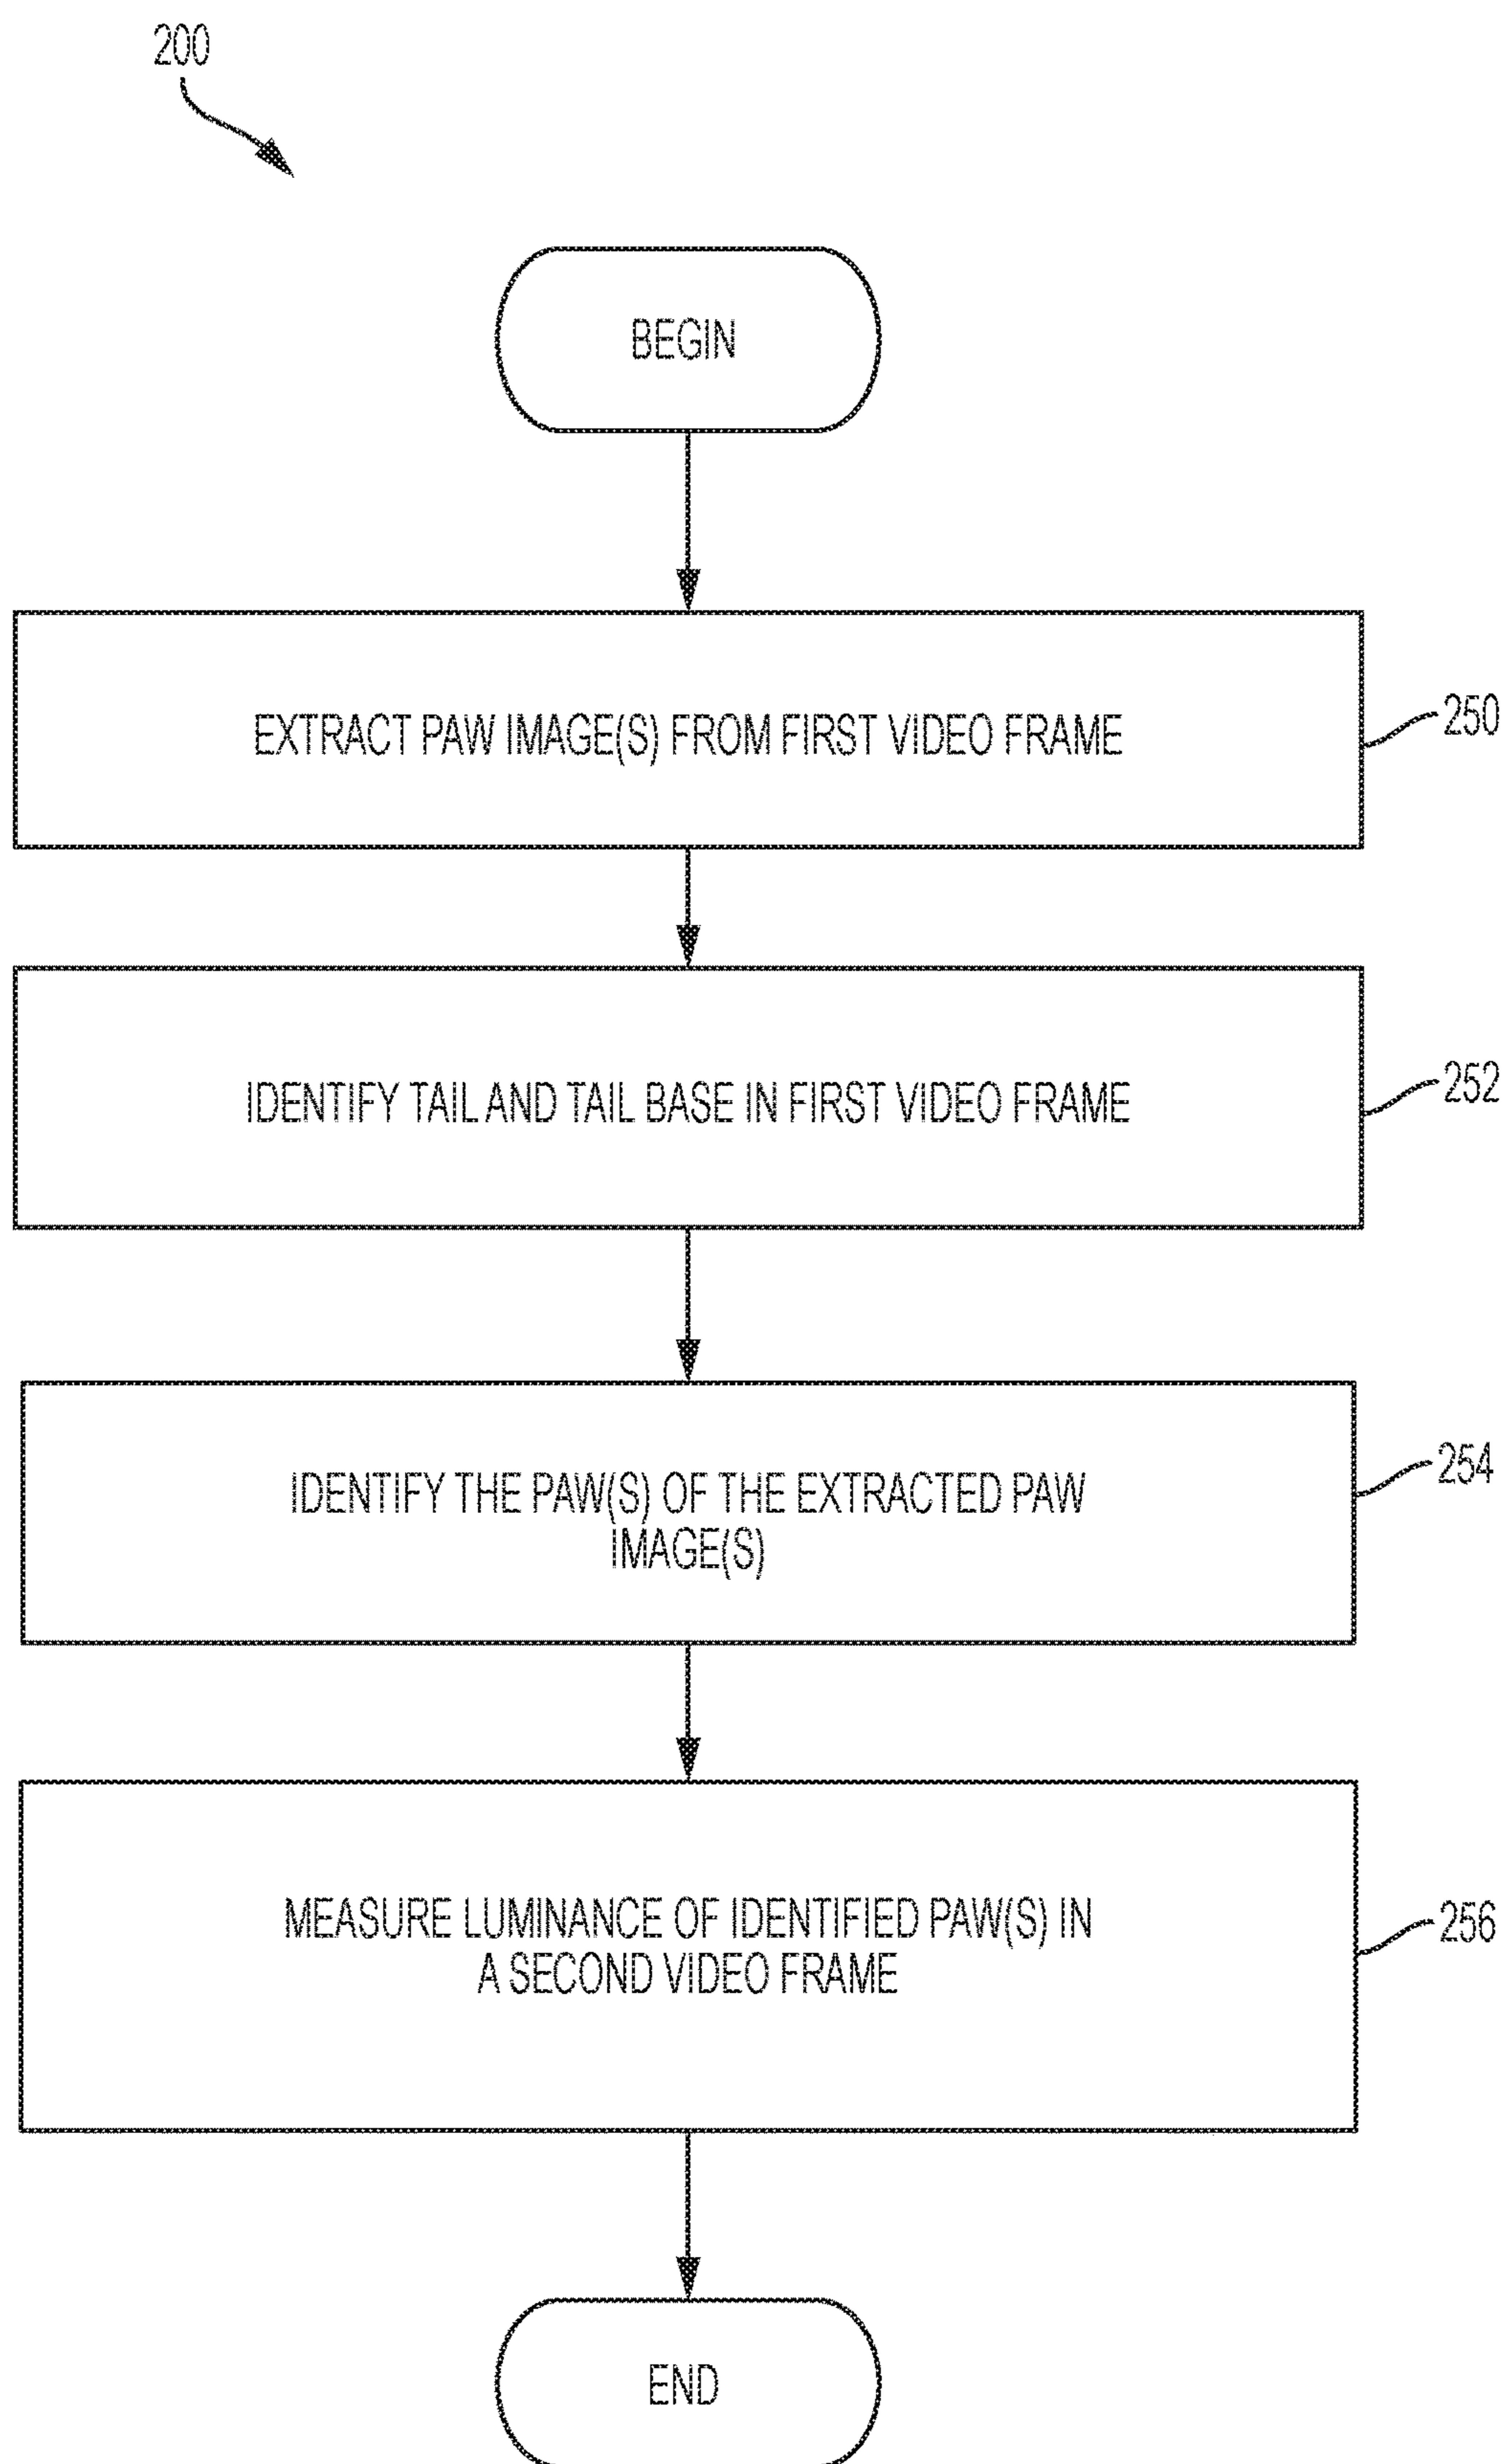 200
BEGIN
EXTRACT PAW IMAGE(S) FROM FIRST VIDEO FRAME
250
IDENTIFY TAIL AND TAIL BASE IN FIRST VIDEO FRAME
252
IDENTIFY THE PAW(S) OF THE EXTRACTED PAW
IMAGE(S)
254
MEASURE LUMINANCE OF IDENTIFIED PAW(S) IN
A SECOND VIDEO FRAME
256
END